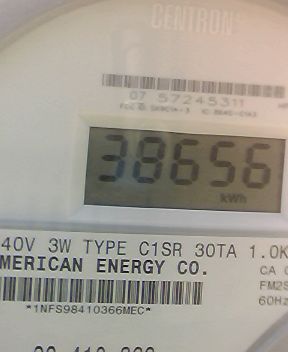 CENTRON
07 57245311
38656
kWh
40V 3W TYPE C1SR 30TA 1.0K
MERICAN ENERGY CO.
CA
FM2S
60Hz
*1NFS98410366MEC*